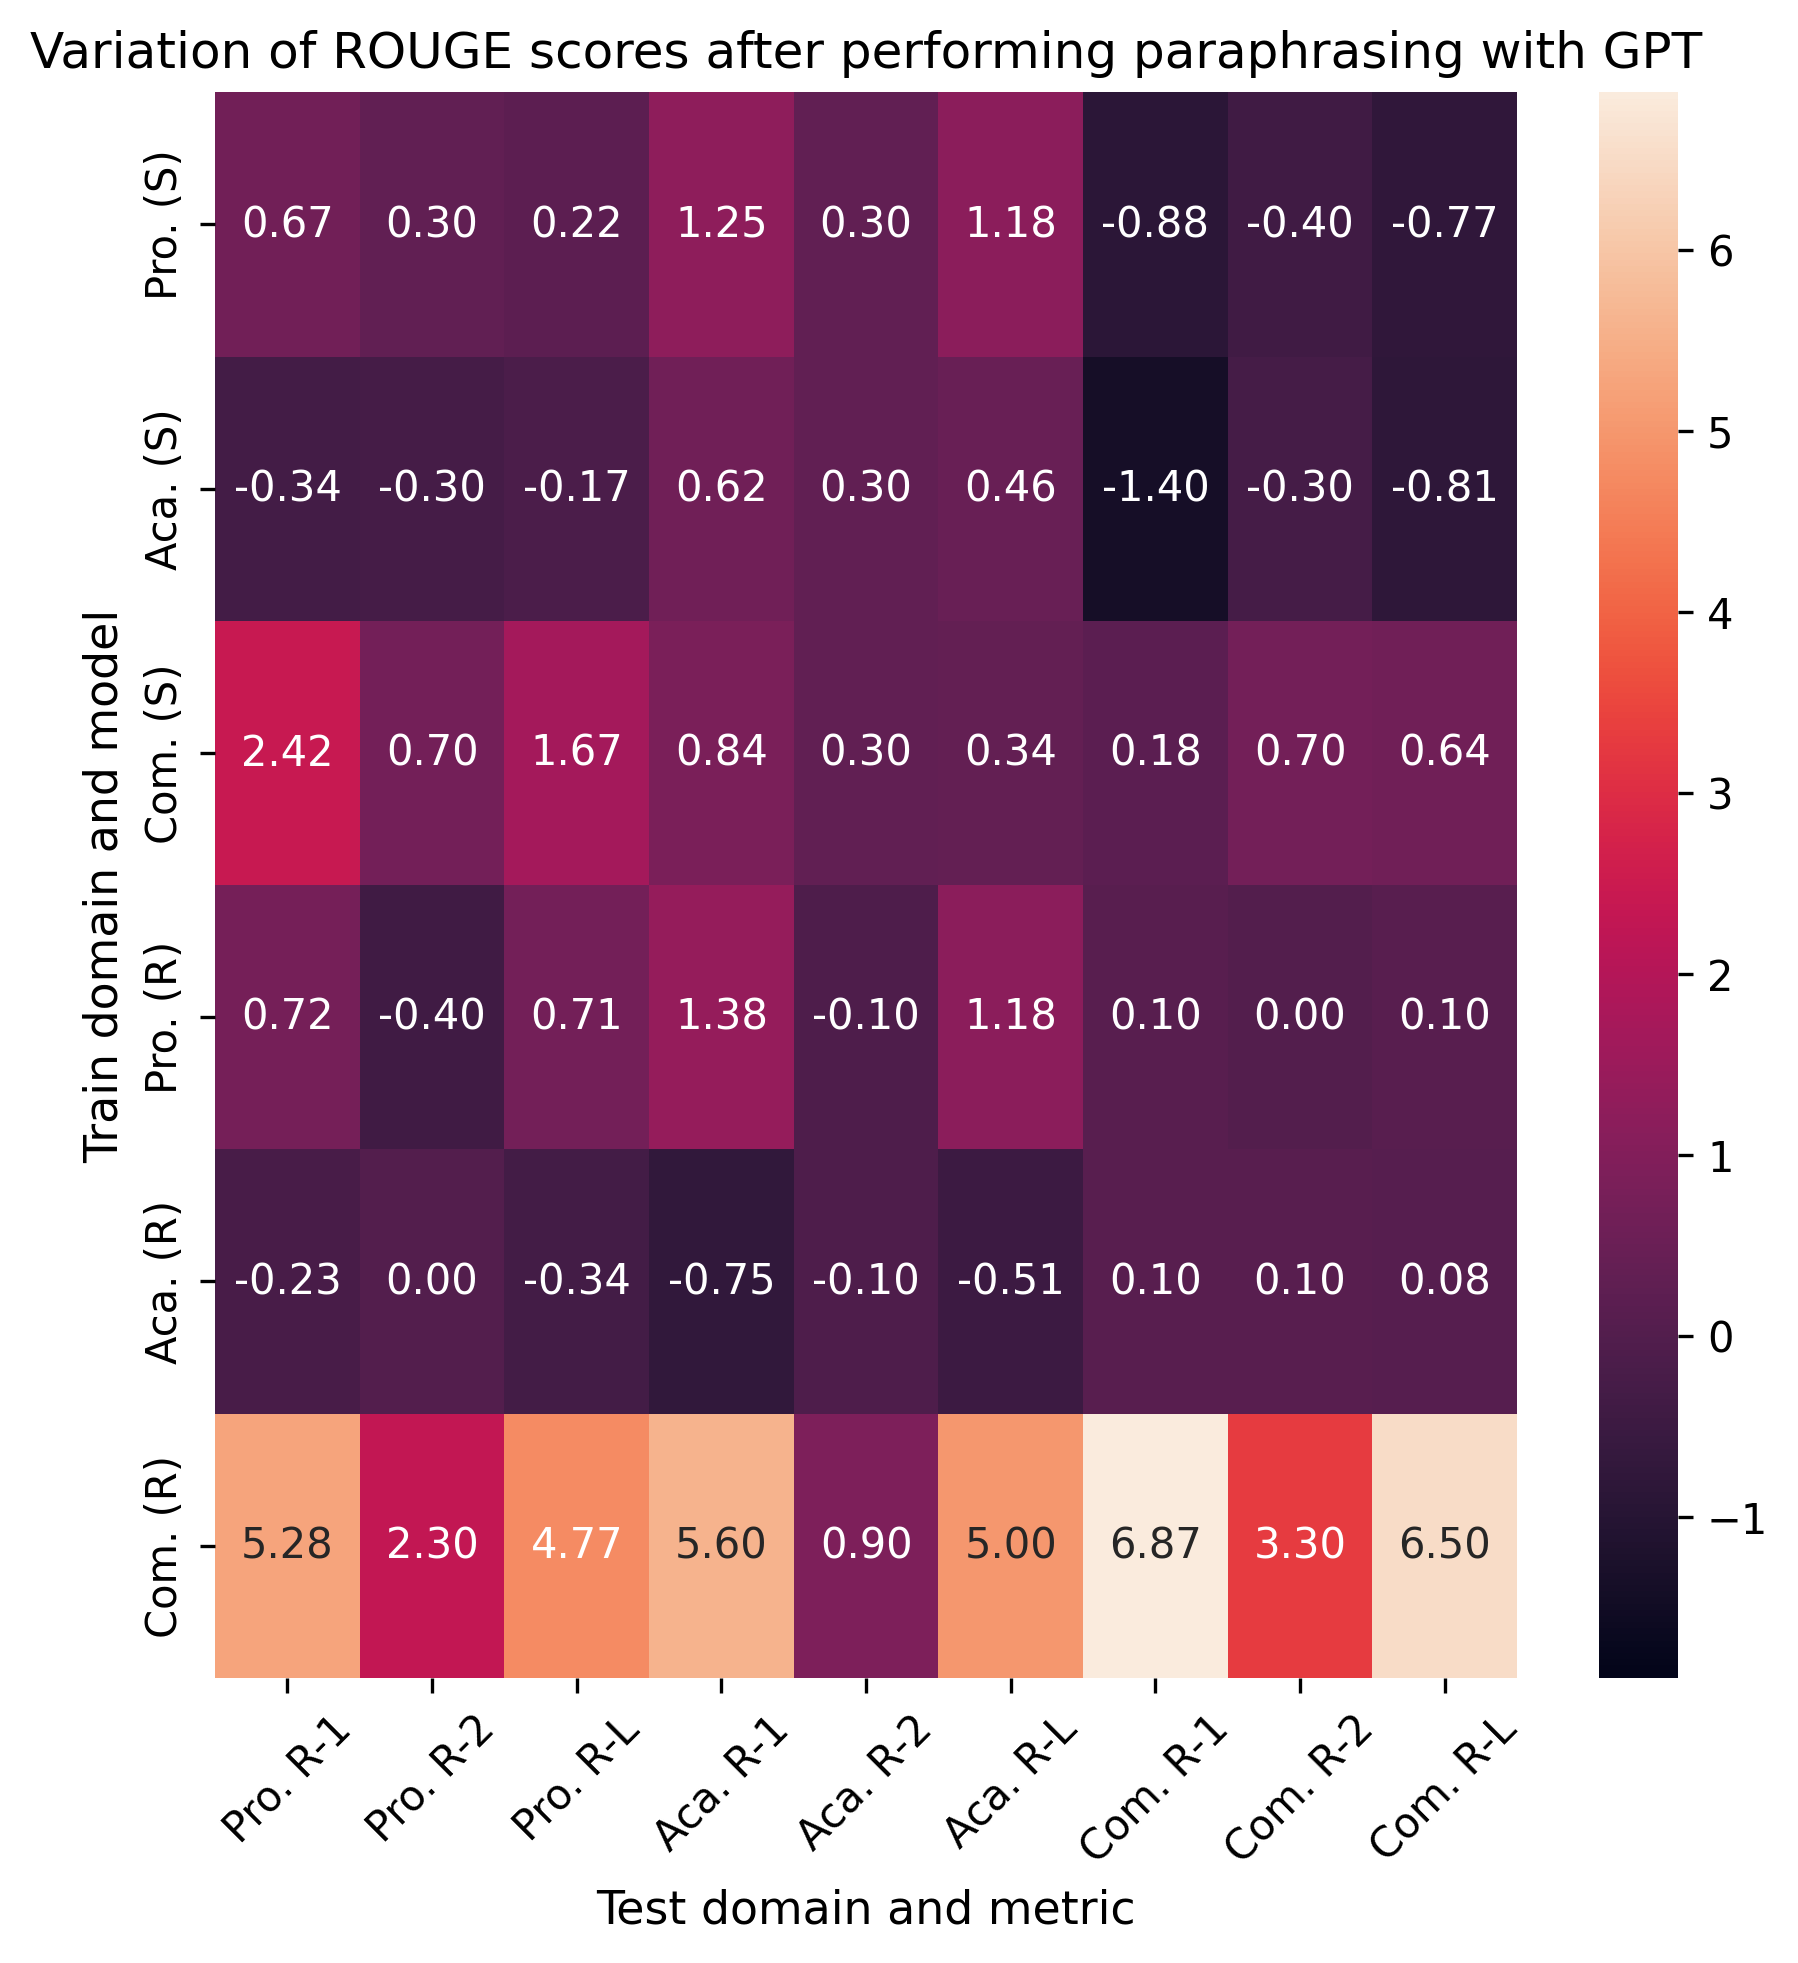 Variation of ROUGE scores after performing paraphrasing with GPT
Train domain and model
Pro. (S)
0.67 0.30 0.22 1.25 0.30 1.18 -0.88 -0.40 -0.77
Aca. (S)
-0.34 -0.30 -0.17 0.62 0.30 0.46 -1.40 -0.30 -0.81
Com. (S)
2.42 0.70 1.67 0.84 0.30 0.34 0.18 0.70 0.64
Pro. (R)
0.72 -0.40 0.71 1.38 -0.10 1.18 0.10 0.00 0.10
Aca. (R)
-0.23 0.00 -0.34 -0.75 -0.10 -0.51 0.10 0.10 0.08
Com. (R)
5.28 2.30 4.77 5.60 0.90 5.00 6.87 3.30 6.50
Pro. R-1
Pro. R-2
Pro. R-L
Aca. R-1
Aca. R-2
Aca. R-L
Com. R-1
Com. R-2
Com. R-L
Test domain and metric
6
5
4
3
2
1
0
−1